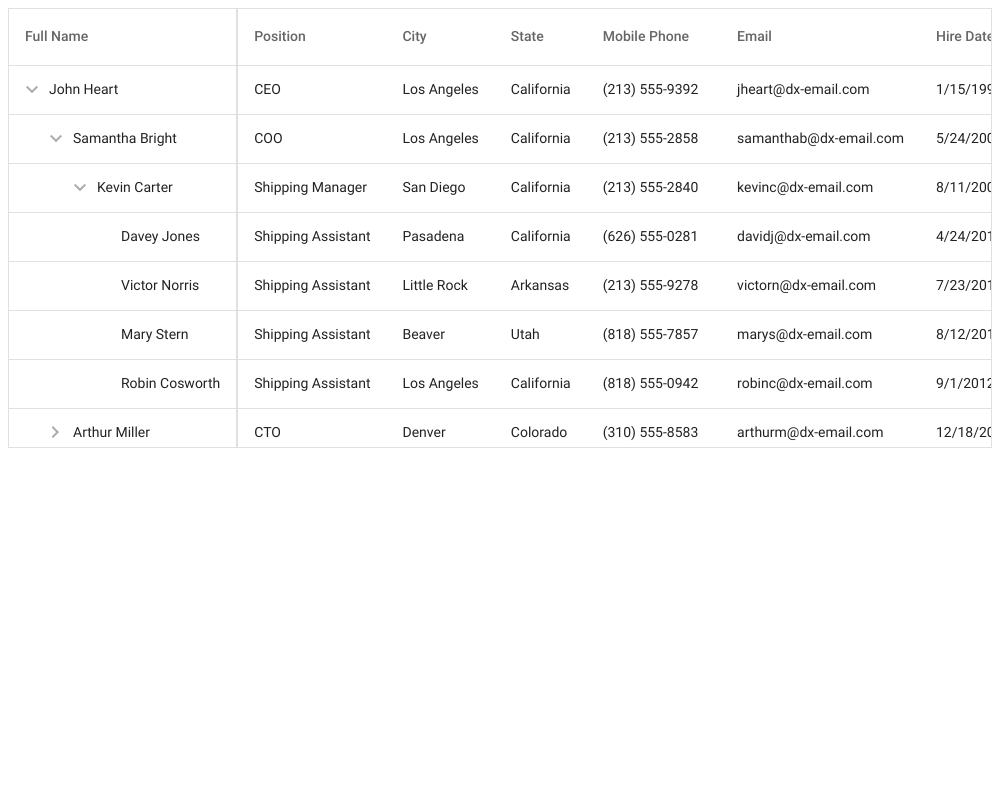 Full Name Position City State Mobile Phone Email Hire Date
John Heart CEO Los Angeles California (213) 555-9392 jheart@dx-email.com 1/15/199
Samantha Bright COO Los Angeles California (213) 555-2858 samanthab@dx-email.com 5/24/200
Kevin Carter Shipping Manager San Diego California (213) 555-2840 kevinc@dx-email.com 8/11/200
Davey Jones Shipping Assistant Pasadena California (626) 555-0281 davidj@dx-email.com 4/24/201
Victor Norris Shipping Assistant Little Rock Arkansas (213) 555-9278 victorn@dx-email.com 7/23/201
Mary Stern Shipping Assistant Beaver Utah (818) 555-7857 marys@dx-email.com 8/12/201
Robin Cosworth Shipping Assistant Los Angeles California (818) 555-0942 robinc@dx-email.com 9/1/2012
Arthur Miller CTO Denver Colorado (310) 555-8583 arthurm@dx-email.com 12/18/20